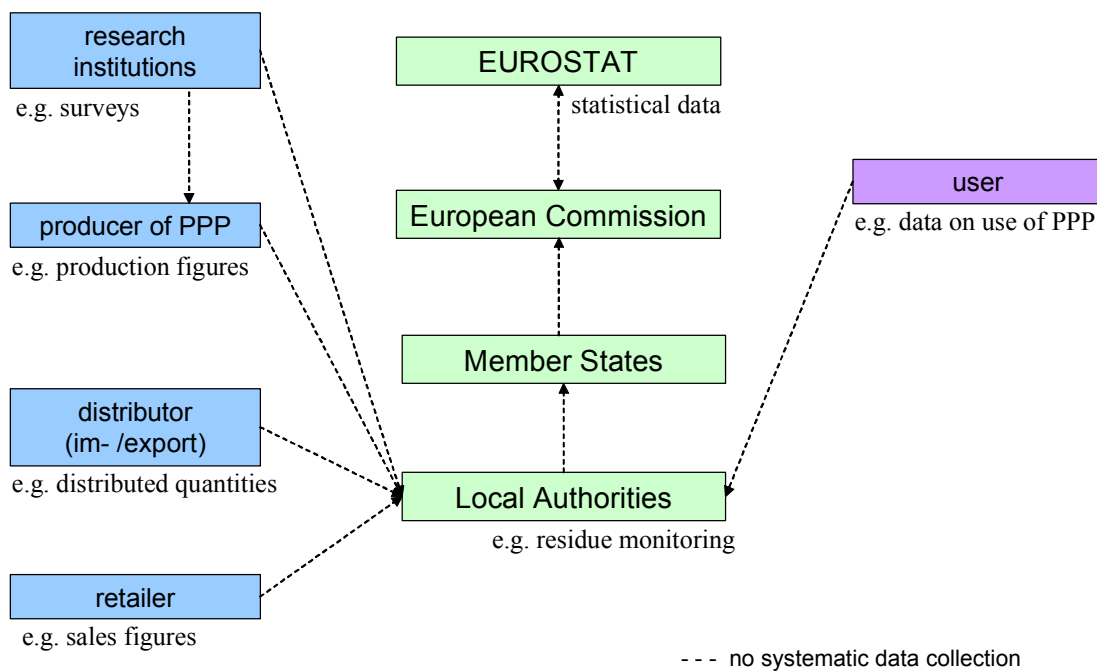 research
institutions
e.g. surveys
producer of PPP
e.g. production figures
distributor
(im- /export)
e.g. distributed quantities
retailer
e.g. sales figures
EUROSTAT
statistical data
European Commission
Member States
Local Authorities
e.g. residue monitoring
user
e.g. data on use of PPP
--- no systematic data collection